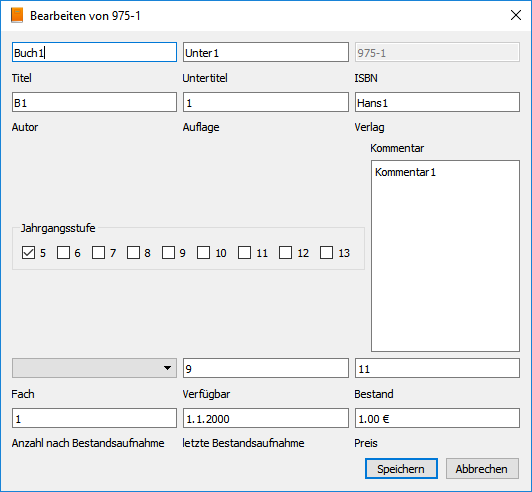 Bearbeiten von 975-1
Buch1 Unter1 975-1
Titel Untertitel ISBN
B1 1 Hans1
Autor Auflage Verlag
Kommentar
Kommentar1
Jahrgangsstufe
5 6 7 8 9 10 11 12 13
9 11
Fach Verfügbar Bestand
1 1.1.2000 1.00 €
Anzahl nach Bestandsaufnahme letzte Bestandsaufnahme Preis
Speichern Abbrechen